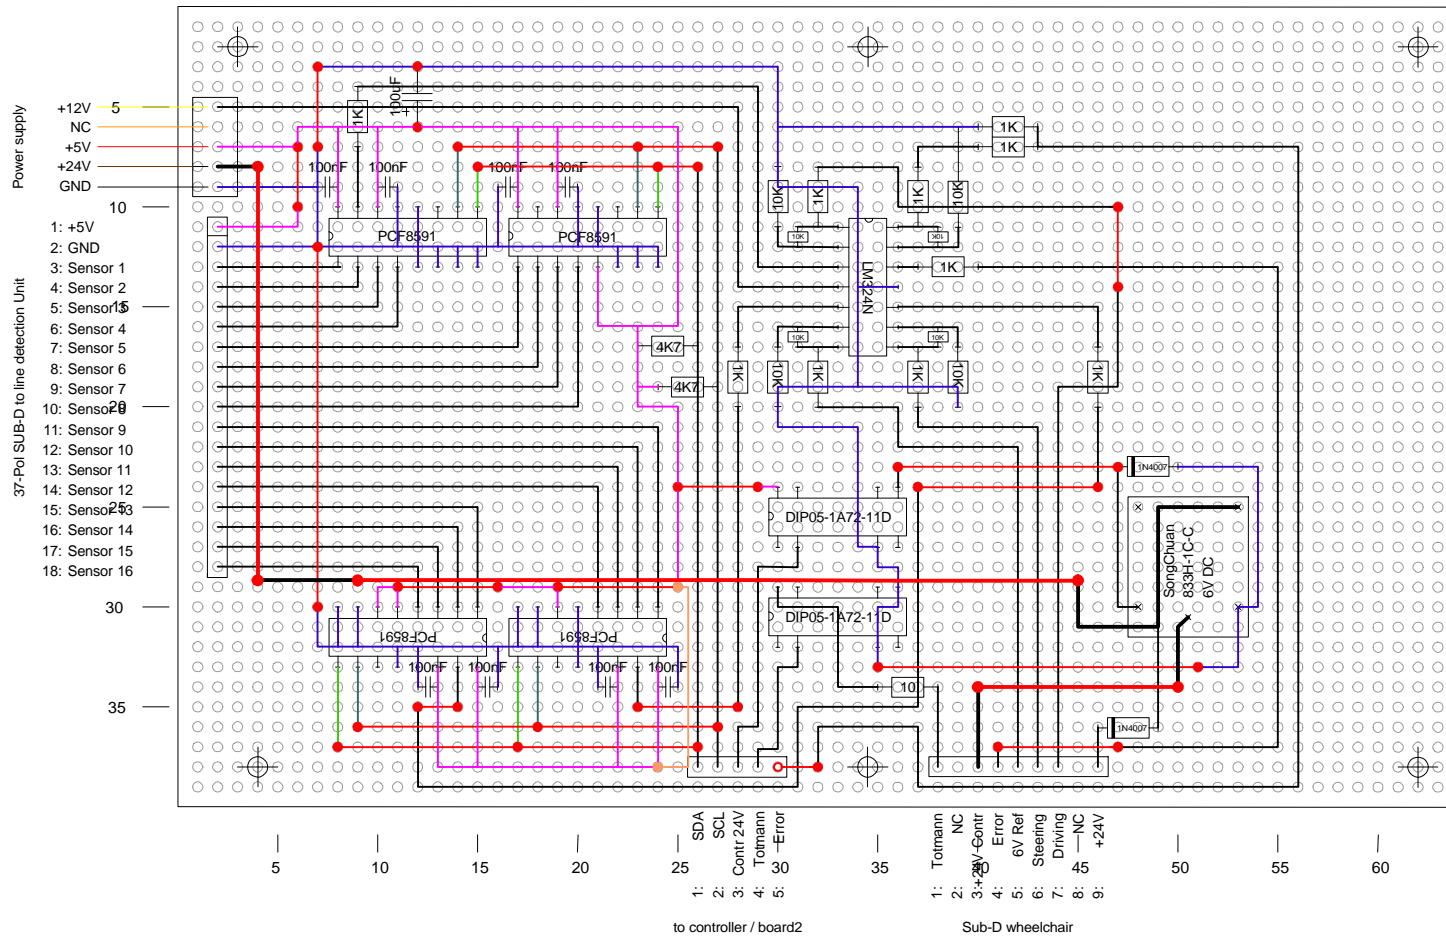 Power supply
+12V
NC
+5V
+24V
GND
37-Pol SUB-D to line detection Unit
1: +5V
2: GND
3: Sensor 1
4: Sensor 2
5: Sensor 3
6: Sensor 4
7: Sensor 5
8: Sensor 6
9: Sensor 7
10: Sensor 8
11: Sensor 9
12: Sensor 10
13: Sensor 11
14: Sensor 12
15: Sensor 13
16: Sensor 14
17: Sensor 15
18: Sensor 16
5
10
15
20
25
30
35
1K
100uF
+
100nF
100nF
100nF
100nF
PCF8591
PCF8591
1K
1K
10K
1K
1K
10K
10K
10K
LM324N
1K
10K
10K
4K7
4K7
1K
10K
1K
1K
10K
1K
1N4007
DIP05-1A72-11D
SongChuan
833H-1C-C
6V DC
DIP05-1A72-11D
PCF8591
PCF8591
100nF
100nF
100nF
100nF
10
1N4007
5
10
15
20
25
30
35
40
45
50
55
60
1: SDA
2: SCL
3: Contr 24V
4: Totmann
5: Error
1: Totmann
2: NC
3:+24V Contr
4: Error
5: 6V Ref
6: Steering
7: Driving
8: NC
9: +24V
to controller / board2
Sub-D wheelchair